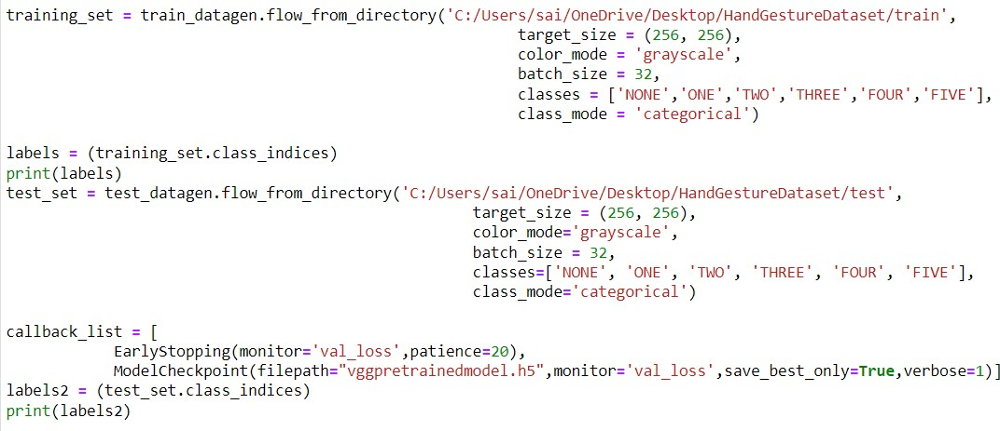 training_set = train_datagen.flow_from_directory('C:/Users/sai/OneDrive/Desktop/HandGestureDataset/train',
target_size = (256, 256),
color_mode = 'grayscale',
batch_size = 32,
classes = ['NONE','ONE','TWO','THREE','FOUR','FIVE'],
class_mode = 'categorical')
labels = (training_set.class_indices)
print(labels)
test_set = test_datagen.flow_from_directory('C:/Users/sai/OneDrive/Desktop/HandGestureDataset/test',
target_size = (256, 256),
color_mode='grayscale',
batch_size = 32,
classes=['NONE', 'ONE', 'TWO', 'THREE', 'FOUR', 'FIVE'],
class_mode='categorical')
callback_list = [
EarlyStopping(monitor='val_loss',patience=20),
ModelCheckpoint(filepath="vggpretrainedmodel.h5",monitor='val_loss',save_best_only=True,verbose=1)]
labels2 = (test_set.class_indices)
print(labels2)